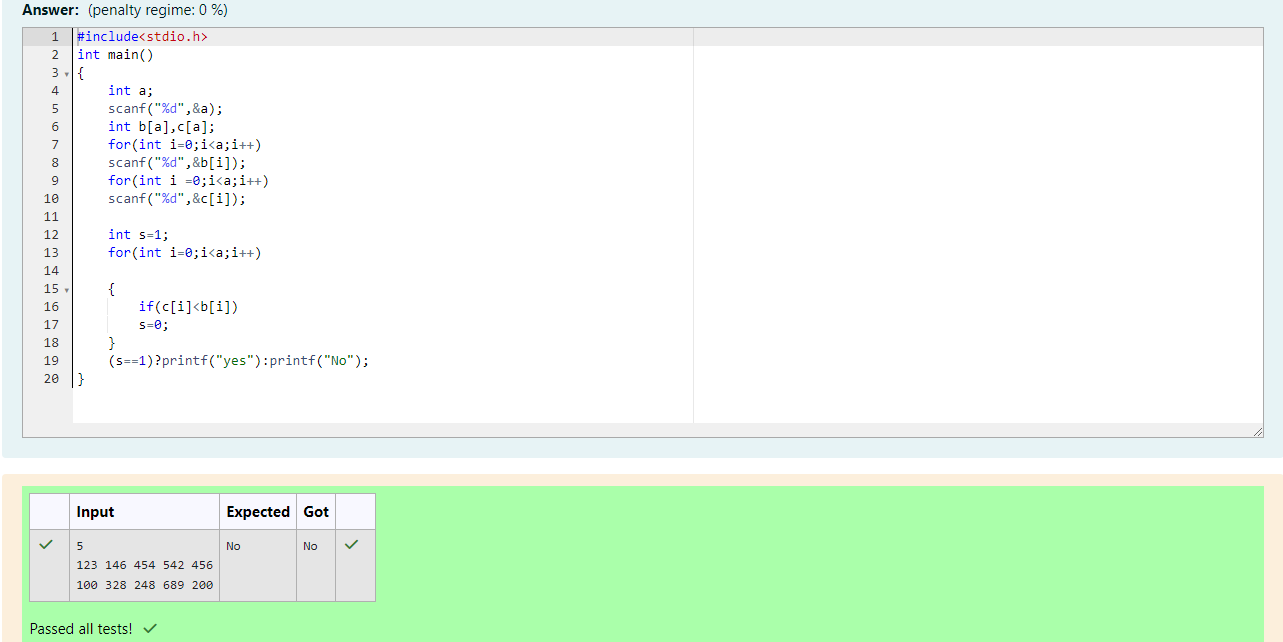 Answer: (penalty regime: 0 %)
1 #include<stdio.h>
2 int main()
3 {
4     int a;
5     scanf("%d",&a);
6     int b[a],c[a];
7     for(int i=0;i<a;i++)
8     scanf("%d",&b[i]);
9     for(int i =0;i<a;i++)
10     scanf("%d",&c[i]);
11
12     int s=1;
13     for(int i=0;i<a;i++)
14
15     {
16         if(c[i]<b[i])
17         s=0;
18     }
19     (s==1)?printf("yes"):printf("No");
20 }
Input Expected Got
5 No No
123 146 454 542 456
100 328 248 689 200
Passed all tests!